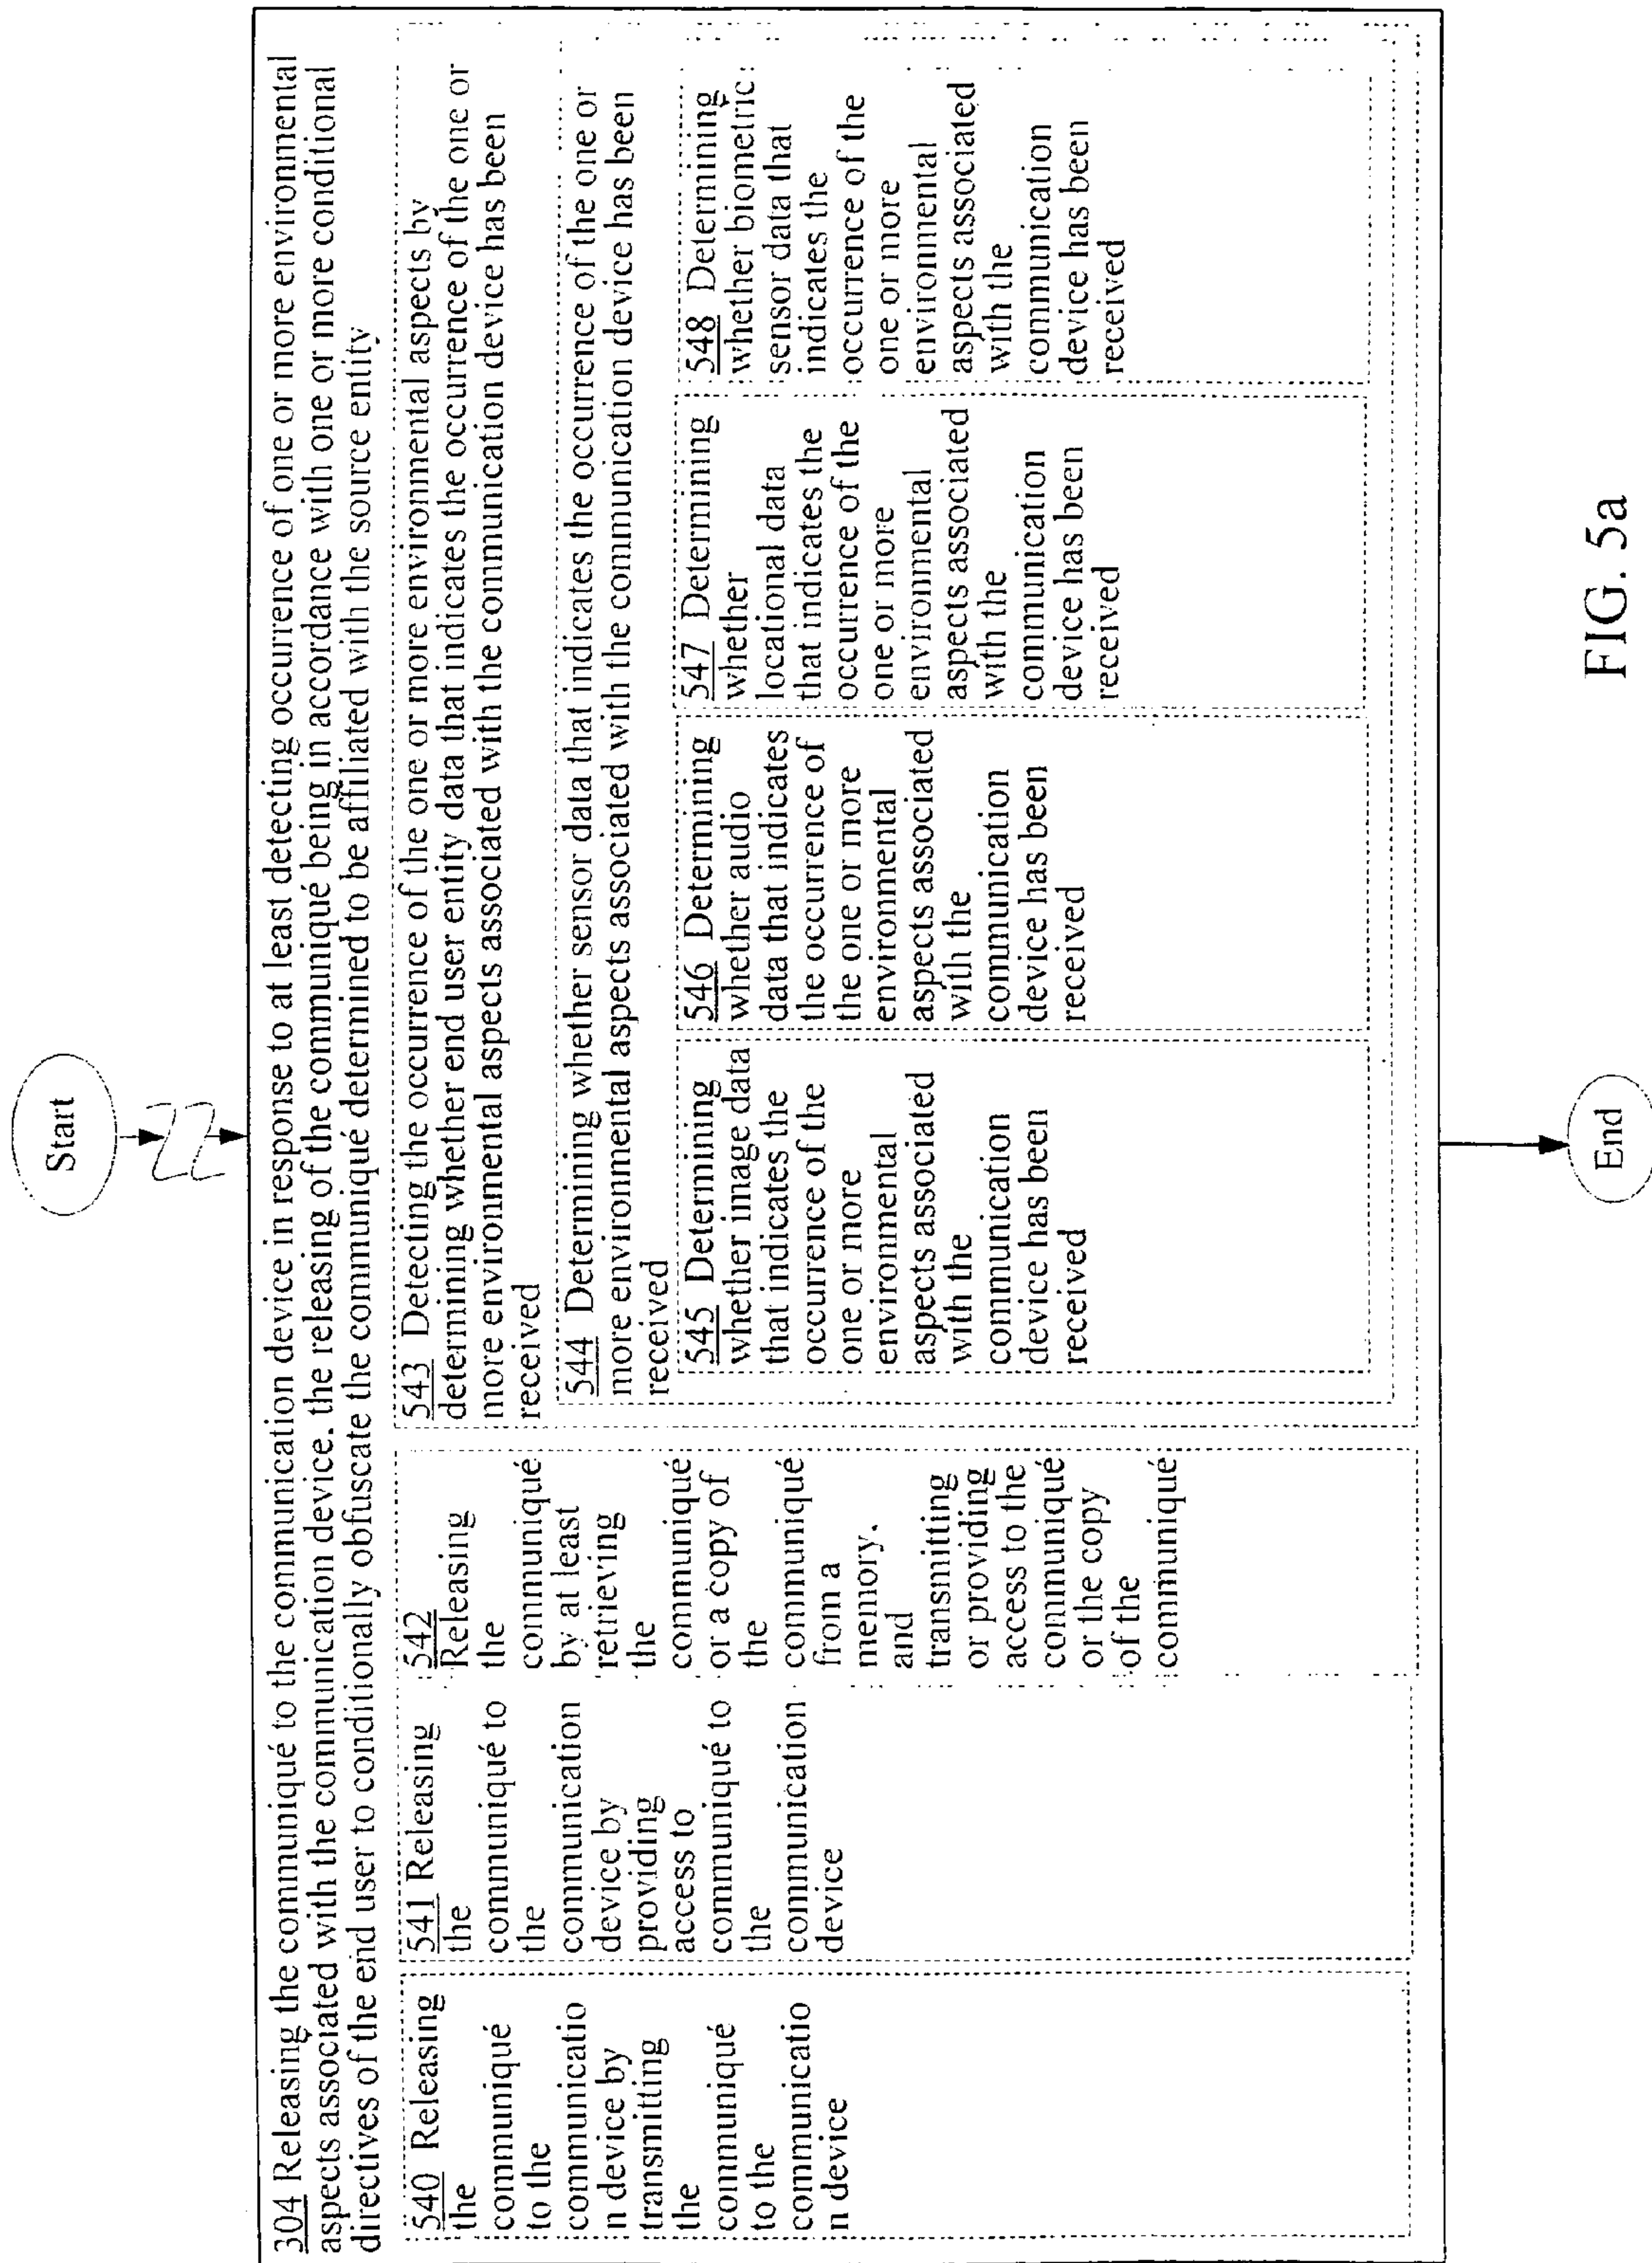 Start
304 Releasing the communiqué to the communication device in response to at least detecting occurrence of one or more environmental
aspects associated with the communication device, the releasing of the communiqué being in accordance with one or more conditional
directives of the end user to conditionally obfuscate the communiqué determined to be affiliated with the source entity
540 Releasing
the
communiqué
to the
communicatio
n device by
transmitting
the
communiqué
to the
communicatio
n device
541 Releasing
the
communiqué to
the
communication
device by
providing
access to
communiqué to
the
communication
device
542
Releasing
the
communiqué
by at least
retrieving
the
communiqué
or a copy of
the
communiqué
from a
memory,
and
transmitting
or providing
access to the
communiqué
or the copy
of the
communiqué
543 Detecting the occurrence of the one or more environmental aspects by
determining whether end user entity data that indicates the occurrence of the one or
more environmental aspects associated with the communication device has been
received
544 Determining whether sensor data that indicates the occurrence of the one or
more environmental aspects associated with the communication device has been
received
545 Determining
whether image data
that indicates the
occurrence of the
one or more
environmental
aspects associated
with the
communication
device has been
received
546 Determining
whether audio
data that indicates
the occurrence of
the one or more
environmental
aspects associated
with the
communication
device has been
received
547 Determining
whether
locational data
that indicates the
occurrence of the
one or more
environmental
aspects associated
with the
communication
device has been
received
548 Determining
whether biometric
sensor data that
indicates the
occurrence of the
one or more
environmental
aspects associated
with the
communication
device has been
received
End
FIG. 5a